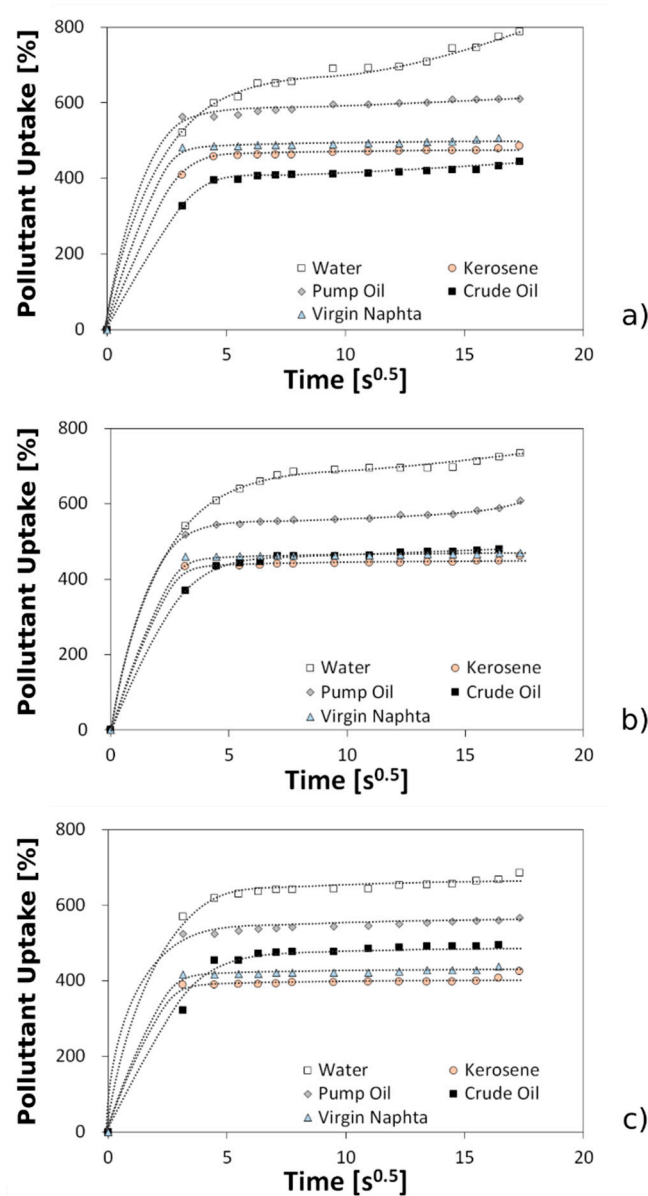 Polluttant Uptake [%]
800
600
400
200
0
0 5 10 15 20
Time [s0.5]
Water Kerosene
Pump Oil Crude Oil
Virgin Naphta
a)
Polluttant Uptake [%]
800
600
400
200
0
0 5 10 15 20
Time [s0.5]
Water Kerosene
Pump Oil Crude Oil
Virgin Naphta
b)
Polluttant Uptake [%]
800
600
400
200
0
0 5 10 15 20
Time [s0.5]
Water Kerosene
Pump Oil Crude Oil
Virgin Naphta
c)